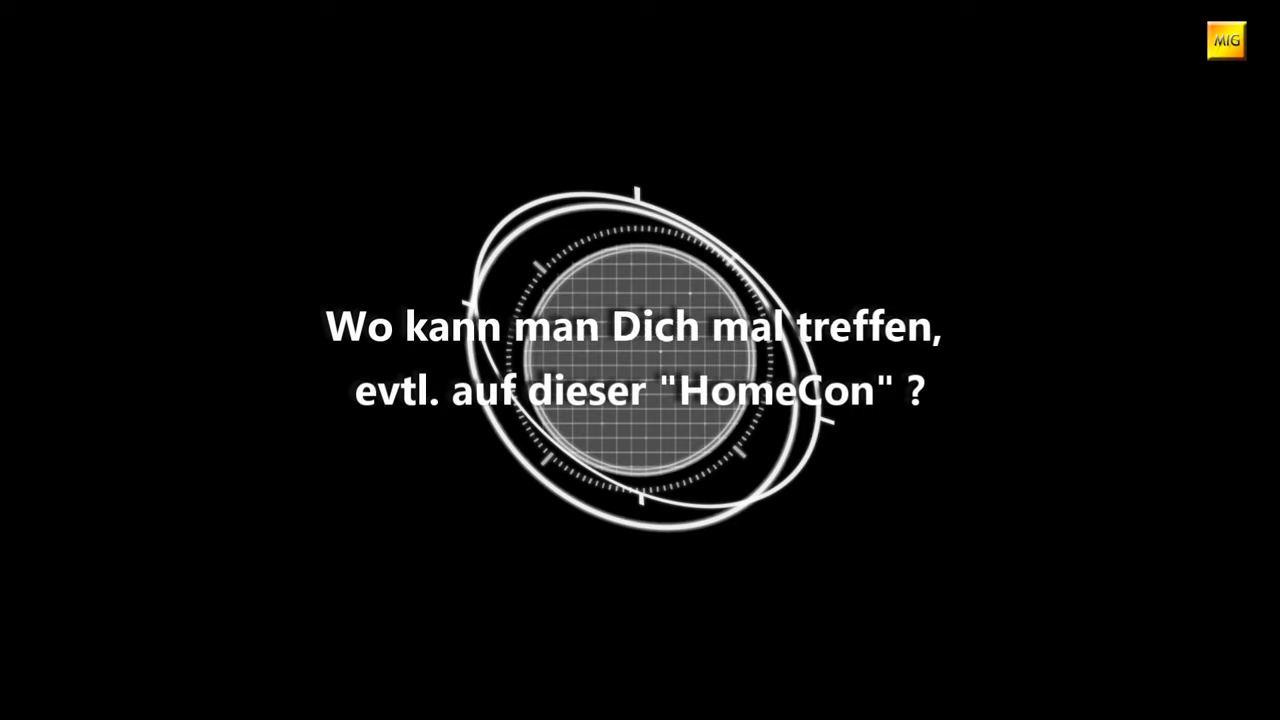 MIG
Wo kann man Dich mal treffen,
evtl. auf dieser "HomeCon" ?